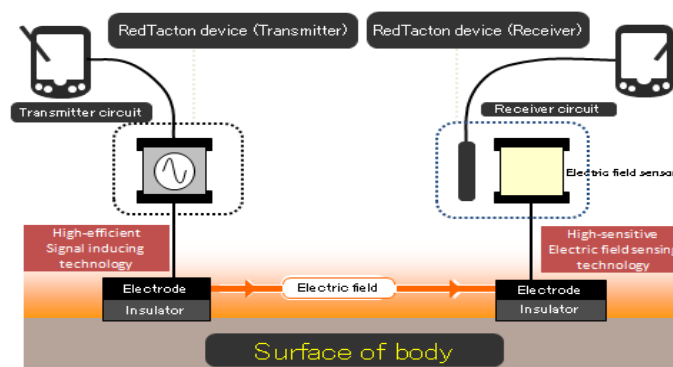 RedTacton device (Transmitter)
RedTacton device (Receiver)
Transmitter circuit
Receiver circuit
Electric field sensor
High-efficient
Signal inducing
technology
High-sensitive
Electric field sensing
technology
Electrode
Insulator
Electric field
Electrode
Insulator
Surface of body